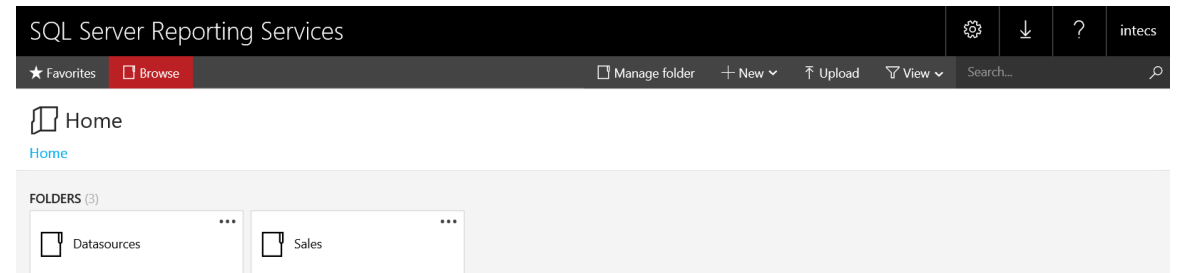 SQL Server Reporting Services
? intecs
Favorites Browse Manage folder + New Upload View Search...
Home
Home
FOLDERS (3)
Datasources Sales